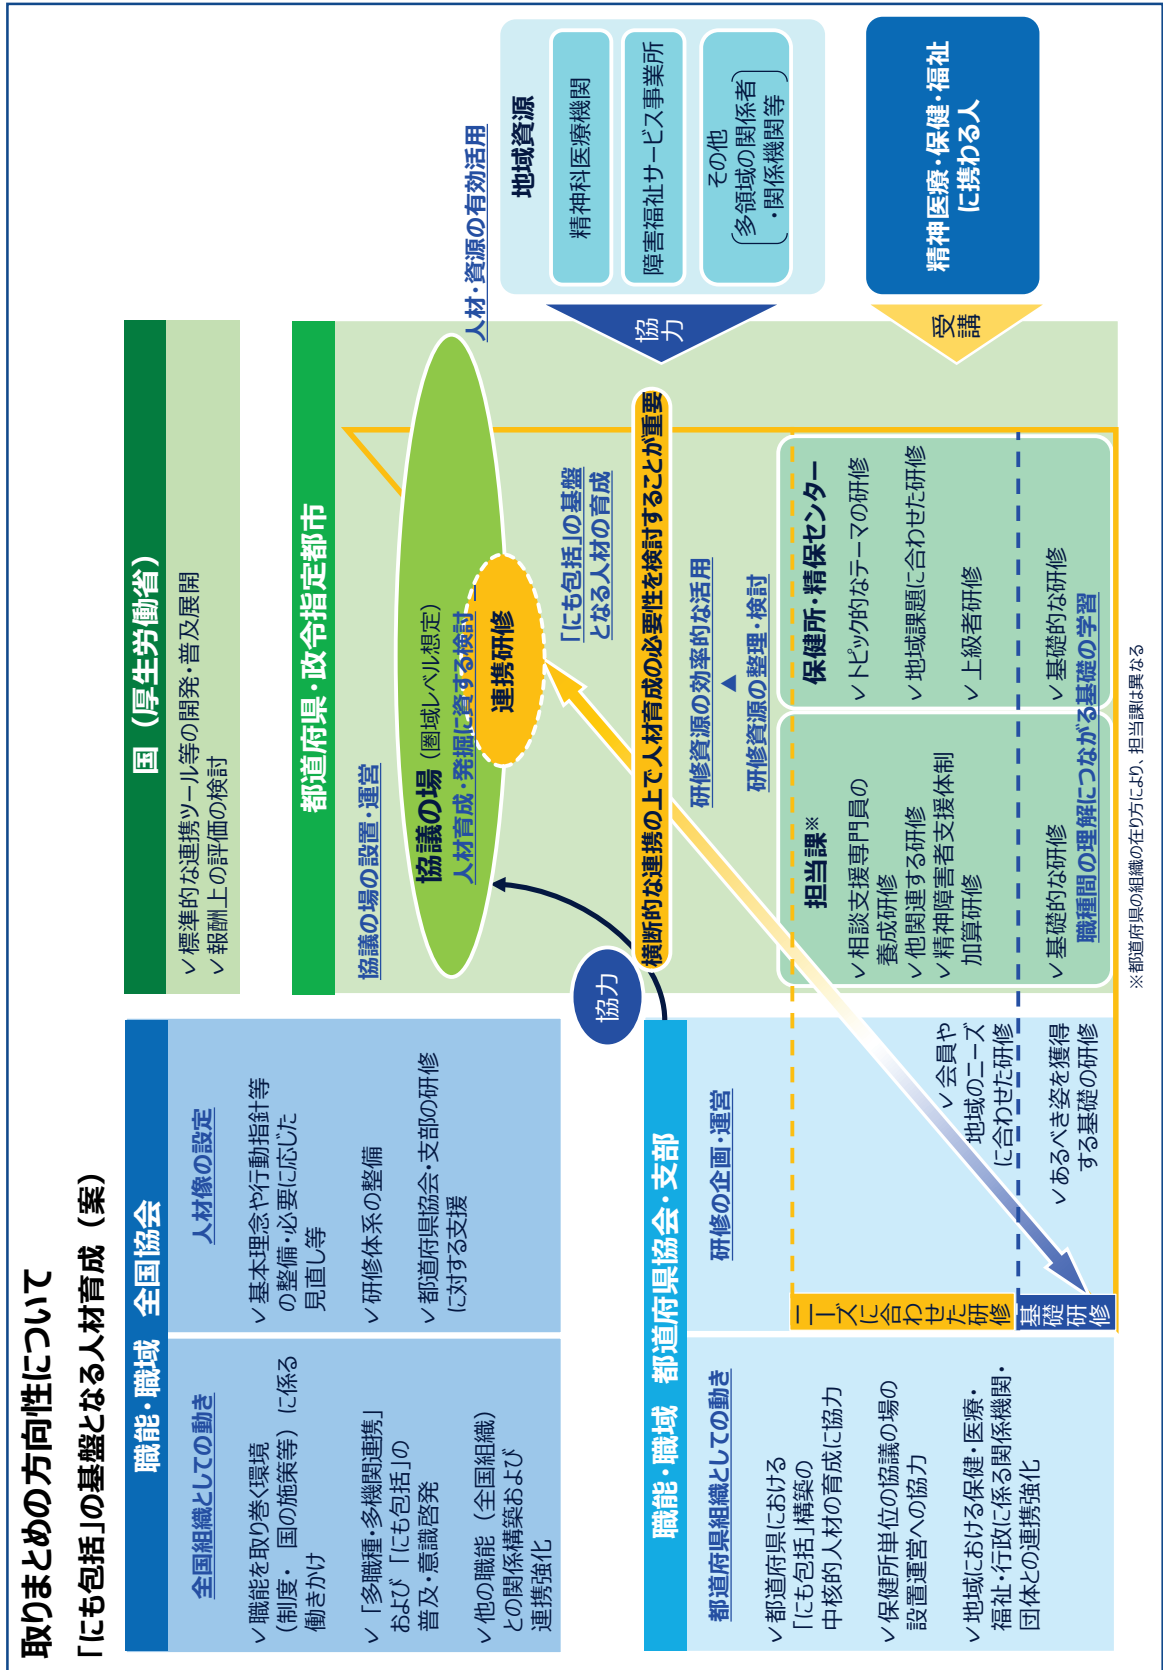 取りまとめの方向性について
「にも包括」の基盤となる人材育成（案）
職能・職域　全国協会
全国組織としての動き
✓職能を取り巻く環境
（制度・ 国の施策等）に係る
働きかけ
✓「多職種・多機関連携」
および「にも包括」の
普及・意識啓発
✓他の職能（全国組織）
との関係構築および
連携強化
人材像の設定
✓基本理念や行動指針等
の整備・必要に応じた
見直し等
✓研修体系の整備
✓都道府県協会・支部の研修
に対する支援
国（厚生労働省）
✓標準的な連携ツール等の開発・普及展開
✓報酬上の評価の検討
都道府県・政令指定都市
協議の場の設置・運営
協議の場（圏域レベル想定）
人材育成・発掘に資する検討
連携研修
人材・資源の有効活用
「にも包括」の基盤
となる人材の育成
横断的な連携の上で人材育成の必要性を検討することが重要
研修資源の効率的な活用
▲
研修資源の整理・検討
協力
地域資源
精神科医療機関
障害福祉サービス事業所
その他
（多領域の関係者
・関係機関等）
協力
精神医療・保健・福祉
に携わる人
受講
担当課※
✓相談支援専門員の
養成研修
✓他関連する研修
✓精神障害者支援体制
加算研修
✓基礎的な研修
保健所・精保センター
✓トピック的なテーマの研修
✓地域課題に合わせた研修
✓上級者研修
✓基礎的な研修
職種間の理解につながる基礎の学習
職能・職域　都道府県協会・支部
都道府県組織としての動き
✓都道府県における
「にも包括」構築の
中核的人材の育成に協力
✓保健所単位の協議の場の
設置運営への協力
✓地域における保健・医療・
福祉・行政に係る関係機関・
団体との連携強化
研修の企画・運営
ニーズに合わせた研修
✓会員や
地域のニーズ
に合わせた研修
基礎研修
✓あるべき姿を獲得
する基礎の研修
※都道府県の組織の在り方により、担当課は異なる